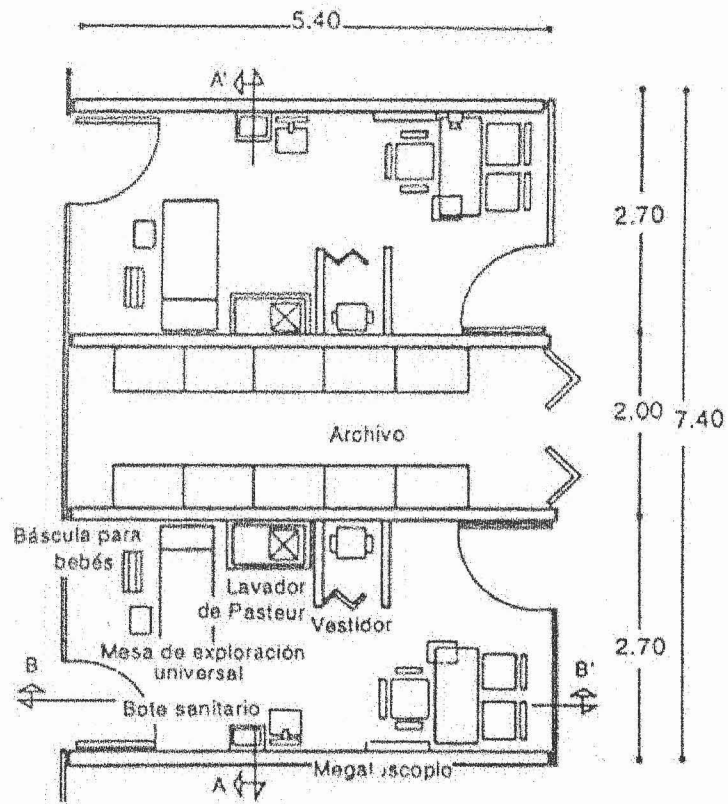 5.40
A'
2.70
2.00
7.40
Archivo
Báscula para
bebés
Lavador
de Pasteur
Vestidor
Mesa de exploración
universal
2.70
B
B'
Bote sanitario
A